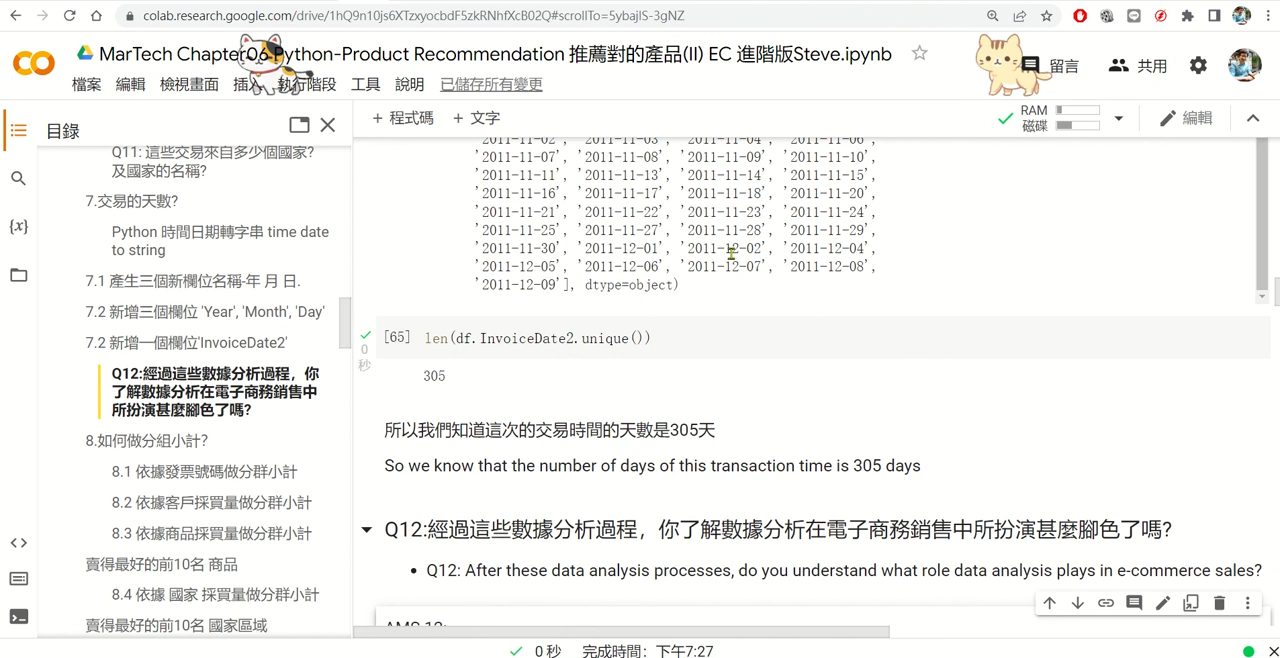 colab.research.google.com/drive/1hQ9n10js6XTzxyocbdF5zkRNhfXcB02Q#scrollTo=5ybajlS-3gNZ
MarTech Chapter06 Python-Product Recommendation 推薦對的產品(II) EC 進階版Steve.ipynb
檔案 編輯 檢視畫面 插入 執行階段 工具 說明 已儲存所有變更
留言 共用
目錄
+ 程式碼 + 文字
RAM
磁碟
編輯
Q11: 這些交易來自多少個國家?
及國家的名稱?
7.交易的天數?
Python 時間日期轉字串 time date
to string
7.1 產生三個新欄位名稱-年 月 日.
7.2 新增三個欄位 'Year', 'Month', 'Day'
7.2 新增一個欄位'InvoiceDate2'
Q12:經過這些數據分析過程，你
了解數據分析在電子商務銷售中
所扮演甚麼腳色了嗎?
8.如何做分組小計?
8.1 依據發票號碼做分群小計
8.2 依據客戶採買量做分群小計
8.3 依據商品採買量做分群小計
賣得最好的前10名 商品
8.4 依據 國家 採買量做分群小計
賣得最好的前10名 國家區域
'2011-11-02', '2011-11-03', '2011-11-04', '2011-11-06',
'2011-11-07', '2011-11-08', '2011-11-09', '2011-11-10',
'2011-11-11', '2011-11-13', '2011-11-14', '2011-11-15',
'2011-11-16', '2011-11-17', '2011-11-18', '2011-11-20',
'2011-11-21', '2011-11-22', '2011-11-23', '2011-11-24',
'2011-11-25', '2011-11-27', '2011-11-28', '2011-11-29',
'2011-11-30', '2011-12-01', '2011-12-02', '2011-12-04',
'2011-12-05', '2011-12-06', '2011-12-07', '2011-12-08',
'2011-12-09'], dtype=object)
[65] len(df.InvoiceDate2.unique())
0
秒
305
所以我們知道這次的交易時間的天數是305天
So we know that the number of days of this transaction time is 305 days
Q12:經過這些數據分析過程，你了解數據分析在電子商務銷售中所扮演甚麼腳色了嗎?
• Q12: After these data analysis processes, do you understand what role data analysis plays in e-commerce sales?
0 秒 完成時間：下午7:27